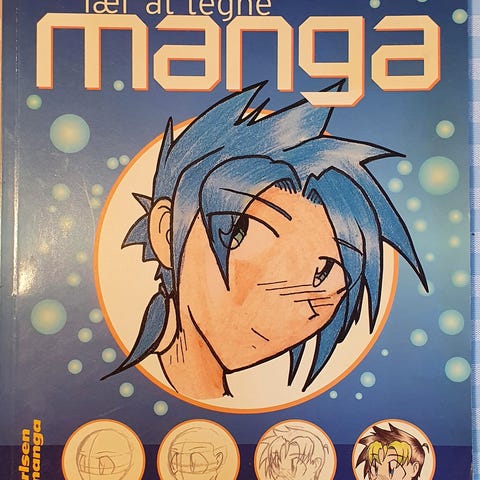 lær at tegne
manga
rlsen
manga